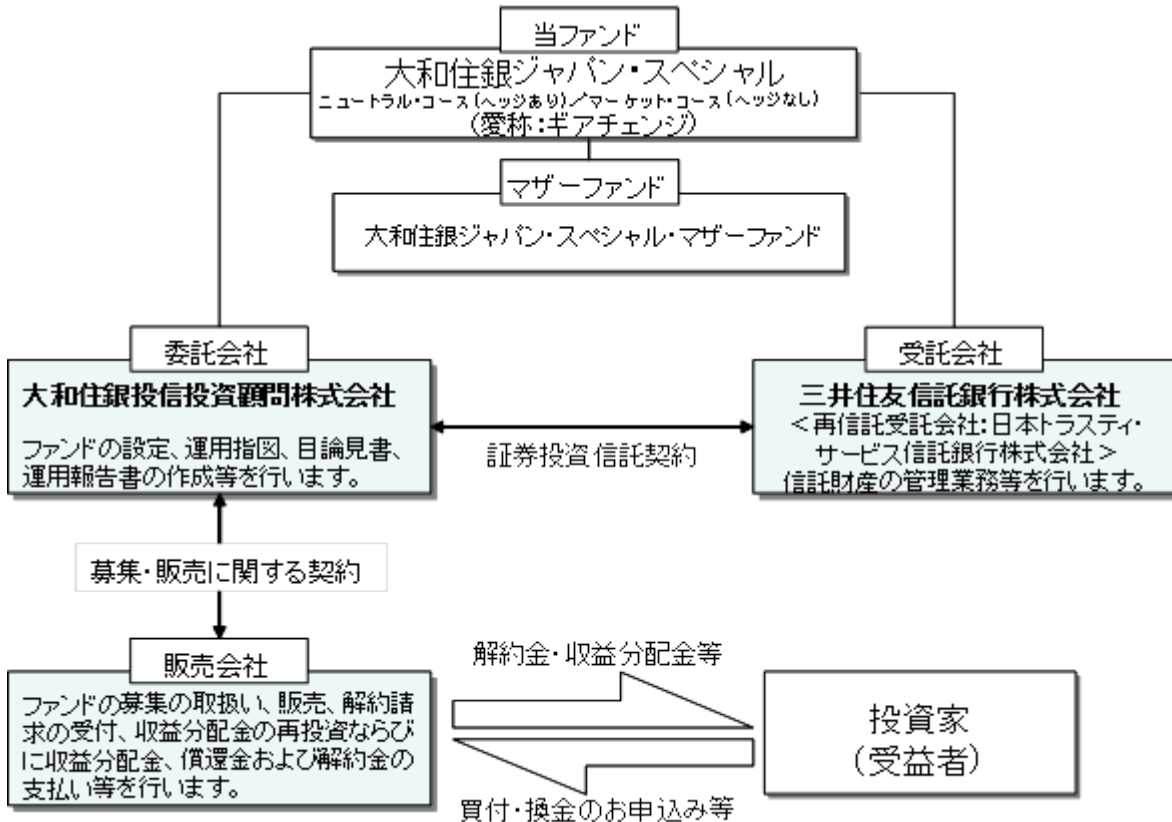 当ファンド
大和住銀ジャパン・スペシャル
ニュートラル・コース(ヘッジあり)／マーケット・コース(ヘッジなし)
(愛称:ギアチェンジ)
マザーファンド
大和住銀ジャパン・スペシャル・マザーファンド
委託会社
大和住銀投信投資顧問株式会社
ファンドの設定、運用指図、目論見書、
運用報告書の作成等を行います。
証券投資信託契約
受託会社
三井住友信託銀行株式会社
＜再信託受託会社:日本トラスティ・
サービス信託銀行株式会社＞
信託財産の管理業務等を行います。
募集・販売に関する契約
販売会社
ファンドの募集の取扱い、販売、解約請
求の受付、収益分配金の再投資ならび
に収益分配金、償還金および解約金の
支払い等を行います。
解約金・収益分配金等
買付・換金のお申込み等
投資家
(受益者)